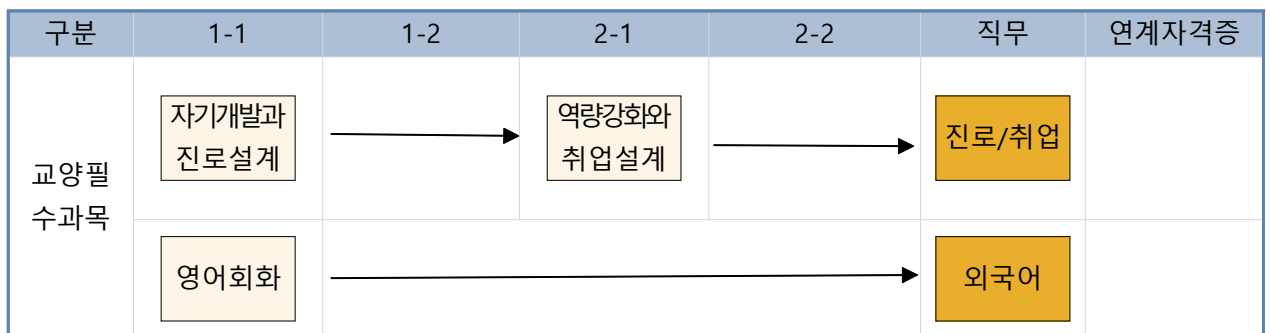 구분 1-1 1-2 2-1 2-2 직무 연계자격증
교양필
수과목
자기개발과
진로설계
역량강화와
취업설계
진로/취업
영어회화
외국어